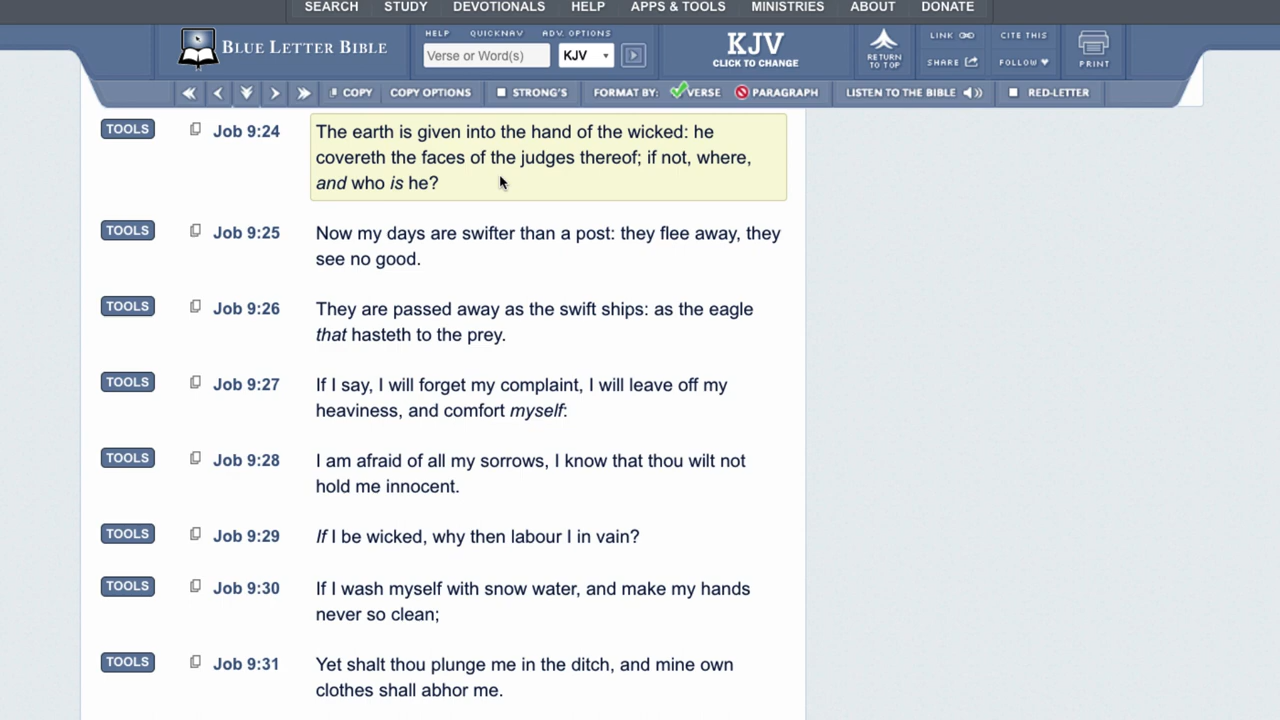 SEARCH STUDY DEVOTIONALS HELP APPS & TOOLS MINISTRIES ABOUT DONATE
BLUE LETTER BIBLE
HELP QUICKNAV ADV. OPTIONS
Verse or Word(s) KJV
KJV
CLICK TO CHANGE
RETURN
TO TOP
LINK CITE THIS
SHARE FOLLOW
PRINT
COPY COPY OPTIONS STRONG'S FORMAT BY: VERSE PARAGRAPH LISTEN TO THE BIBLE RED-LETTER
TOOLS Job 9:24 The earth is given into the hand of the wicked: he
covereth the faces of the judges thereof; if not, where,
and who is he?
TOOLS Job 9:25 Now my days are swifter than a post: they flee away, they
see no good.
TOOLS Job 9:26 They are passed away as the swift ships: as the eagle
that hasteth to the prey.
TOOLS Job 9:27 If I say, I will forget my complaint, I will leave off my
heaviness, and comfort myself:
TOOLS Job 9:28 I am afraid of all my sorrows, I know that thou wilt not
hold me innocent.
TOOLS Job 9:29 If I be wicked, why then labour I in vain?
TOOLS Job 9:30 If I wash myself with snow water, and make my hands
never so clean;
TOOLS Job 9:31 Yet shalt thou plunge me in the ditch, and mine own
clothes shall abhor me.